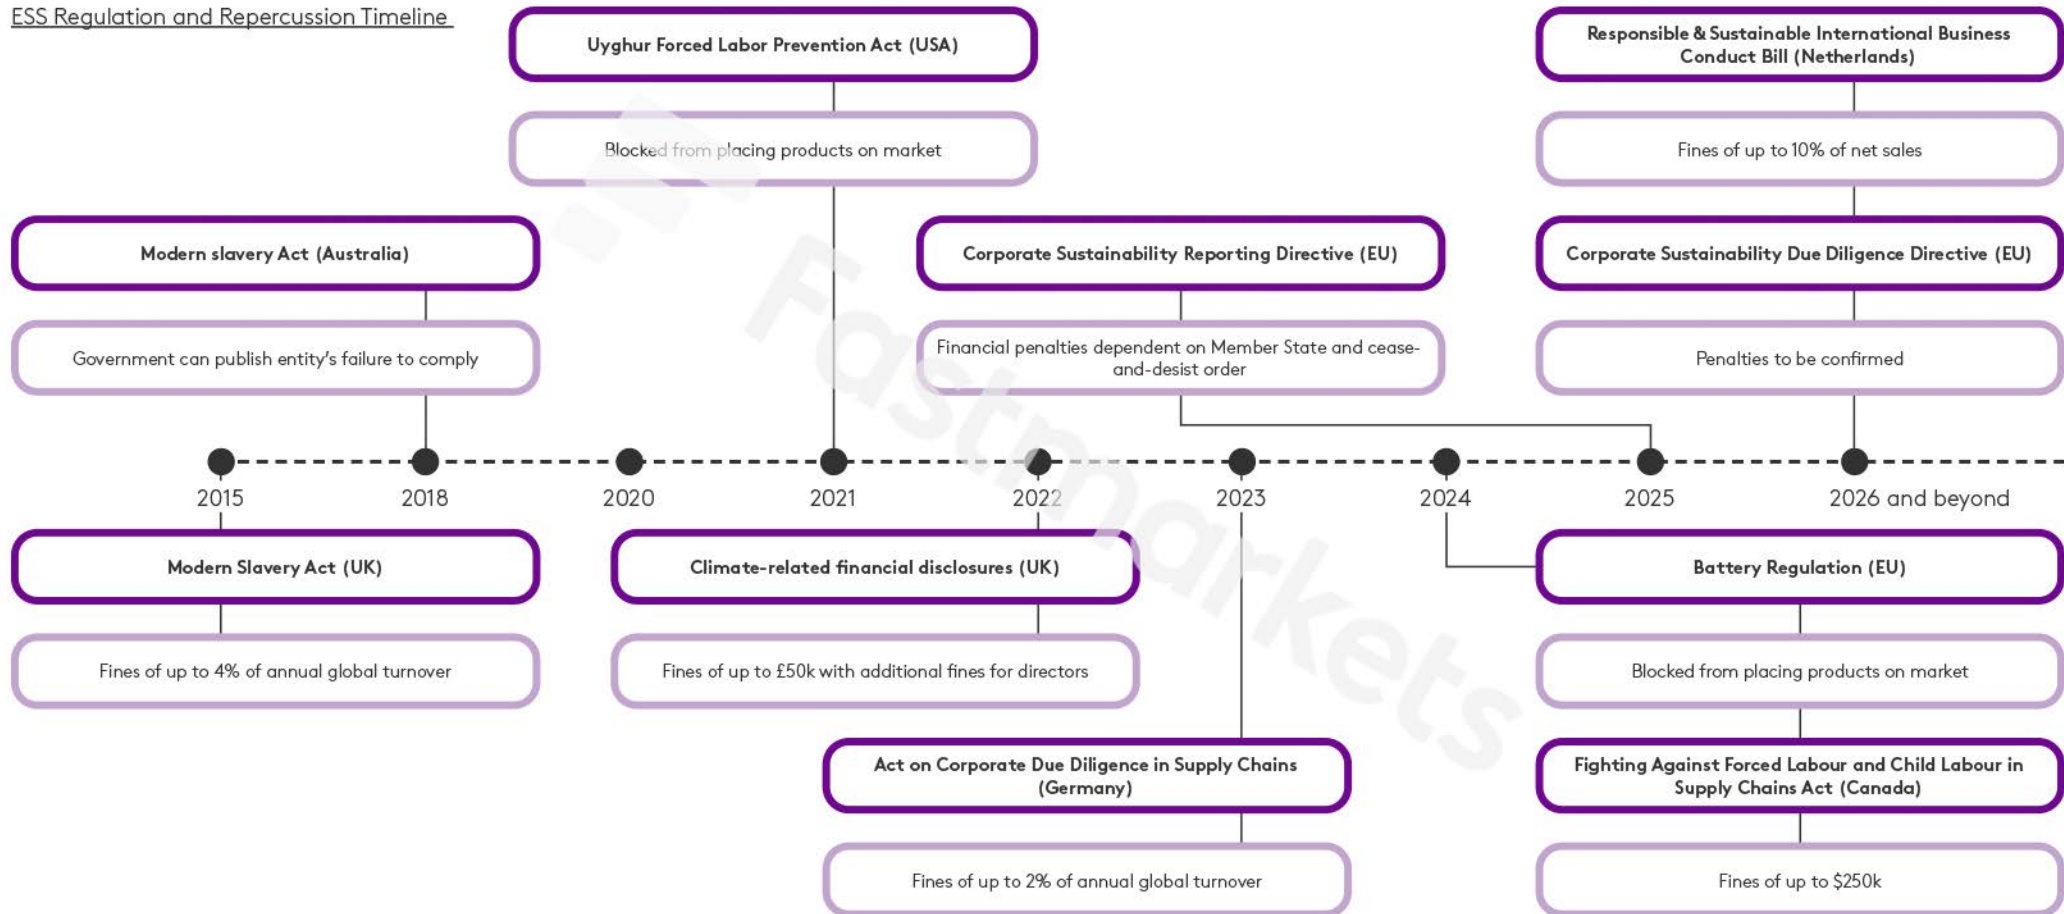 ESS Regulation and Repercussion Timeline
Uyghur Forced Labor Prevention Act (USA)
Blocked from placing products on market
Responsible & Sustainable International Business
Conduct Bill (Netherlands)
Fines of up to 10% of net sales
Modern slavery Act (Australia)
Government can publish entity's failure to comply
Corporate Sustainability Reporting Directive (EU)
Financial penalties dependent on Member State and cease-
and-desist order
Corporate Sustainability Due Diligence Directive (EU)
Penalties to be confirmed
2015
2018
2020
2021
2022
2023
2024
2025
2026 and beyond
Modern Slavery Act (UK)
Fines of up to 4% of annual global turnover
Climate-related financial disclosures (UK)
Fines of up to £50k with additional fines for directors
Act on Corporate Due Diligence in Supply Chains
(Germany)
Fines of up to 2% of annual global turnover
Battery Regulation (EU)
Blocked from placing products on market
Fighting Against Forced Labour and Child Labour in
Supply Chains Act (Canada)
Fines of up to $250k
Fastmarkets